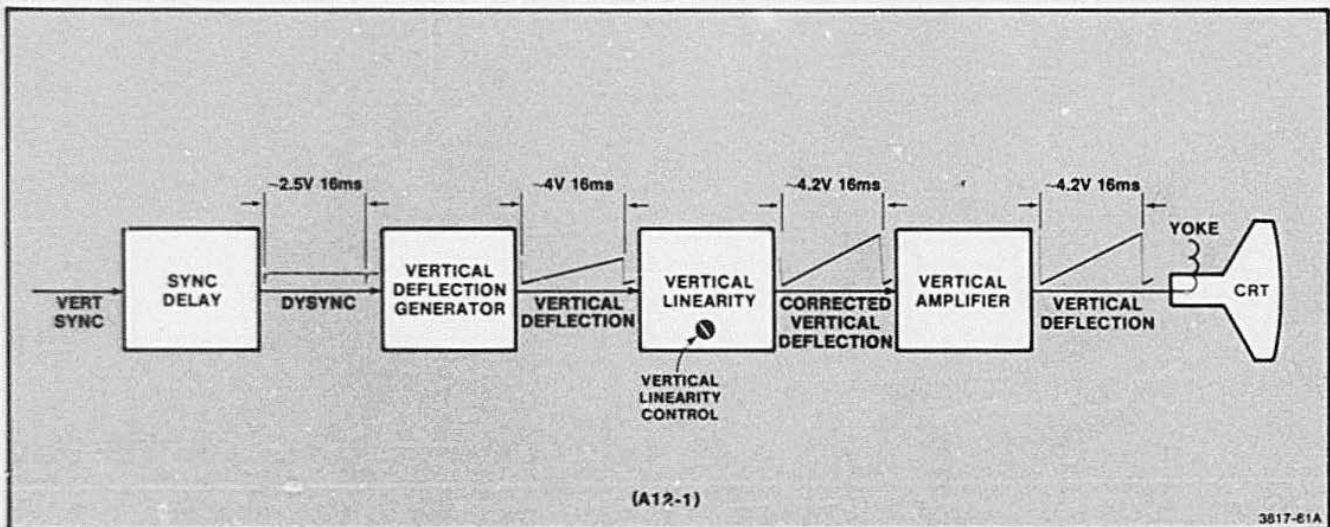 ~2.5V 16ms
~4V 16ms
~4.2V 16ms
~4.2V 16ms
YOKE
SYNC
DELAY
VERTICAL
DEFLECTION
GENERATOR
VERTICAL
LINEARITY
VERTICAL
AMPLIFIER
CRT
VERT
SYNC
DYSYNC
VERTICAL
DEFLECTION
CORRECTED
VERTICAL
DEFLECTION
VERTICAL
DEFLECTION
VERTICAL
LINEARITY
CONTROL
(A12-1)
3817-61A